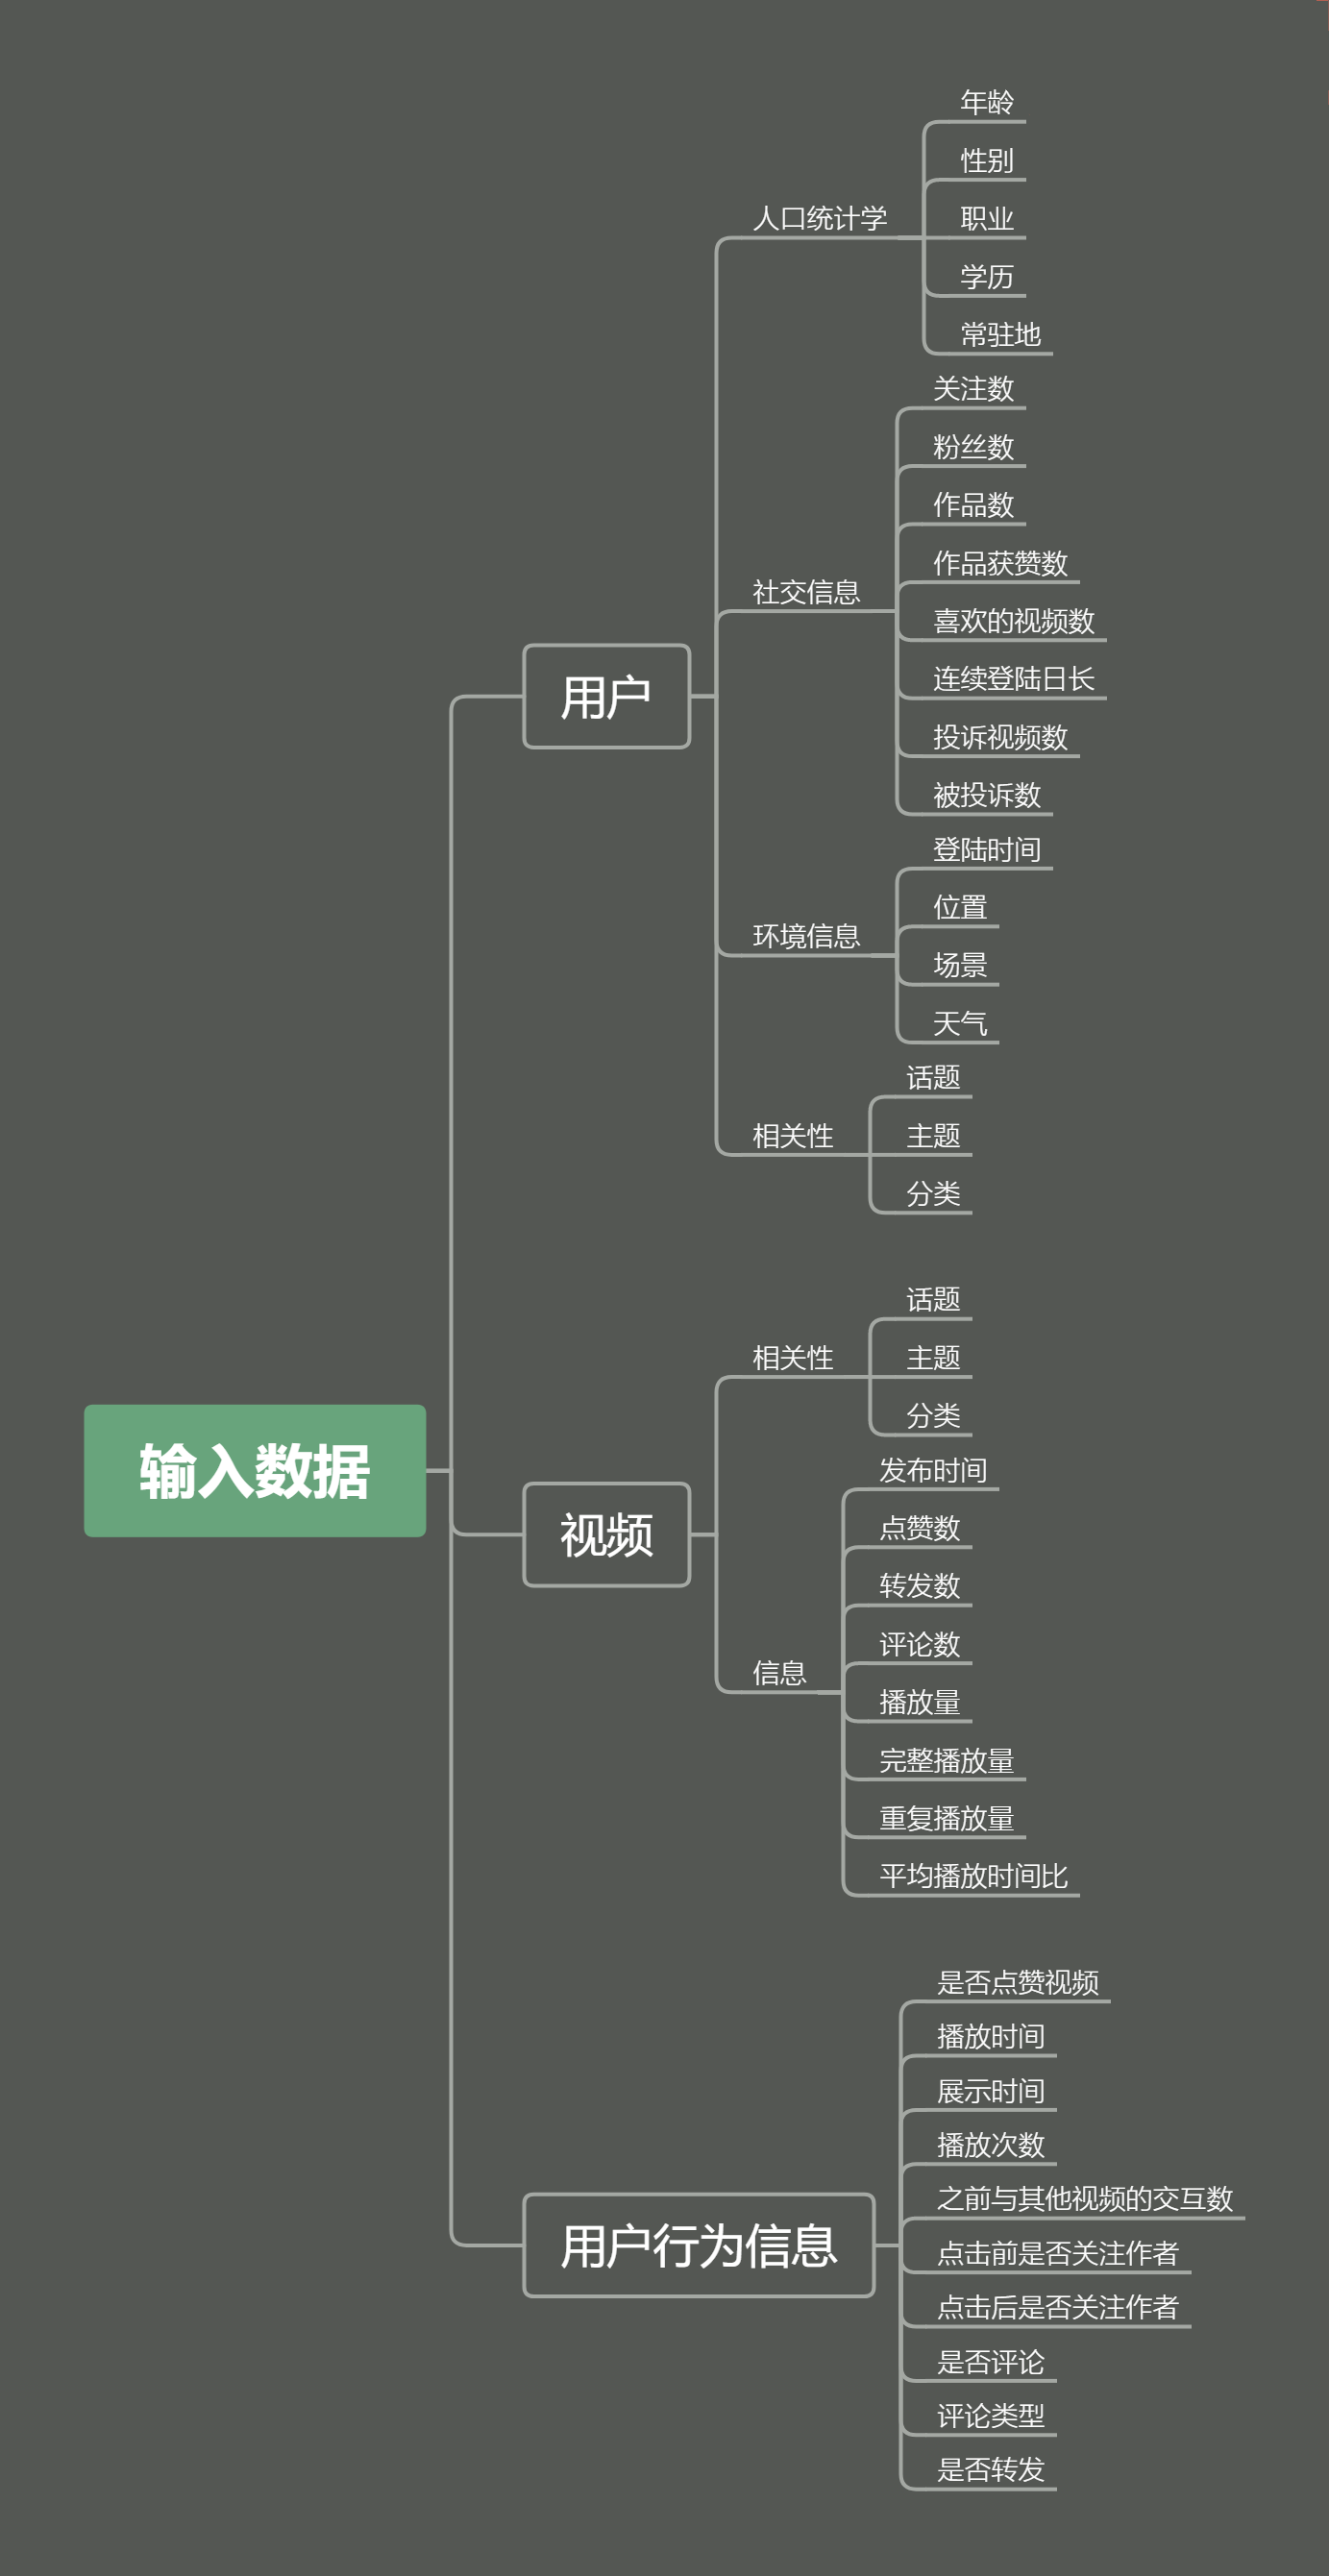 输入数据
用户
人口统计学
年龄
性别
职业
学历
常驻地
社交信息
关注数
粉丝数
作品数
作品获赞数
喜欢的视频数
连续登陆日长
投诉视频数
被投诉数
环境信息
登陆时间
位置
场景
天气
相关性
话题
主题
分类
视频
相关性
话题
主题
分类
信息
发布时间
点赞数
转发数
评论数
播放量
完整播放量
重复播放量
平均播放时间比
用户行为信息
是否点赞视频
播放时间
展示时间
播放次数
之前与其他视频的交互数
点击前是否关注作者
点击后是否关注作者
是否评论
评论类型
是否转发